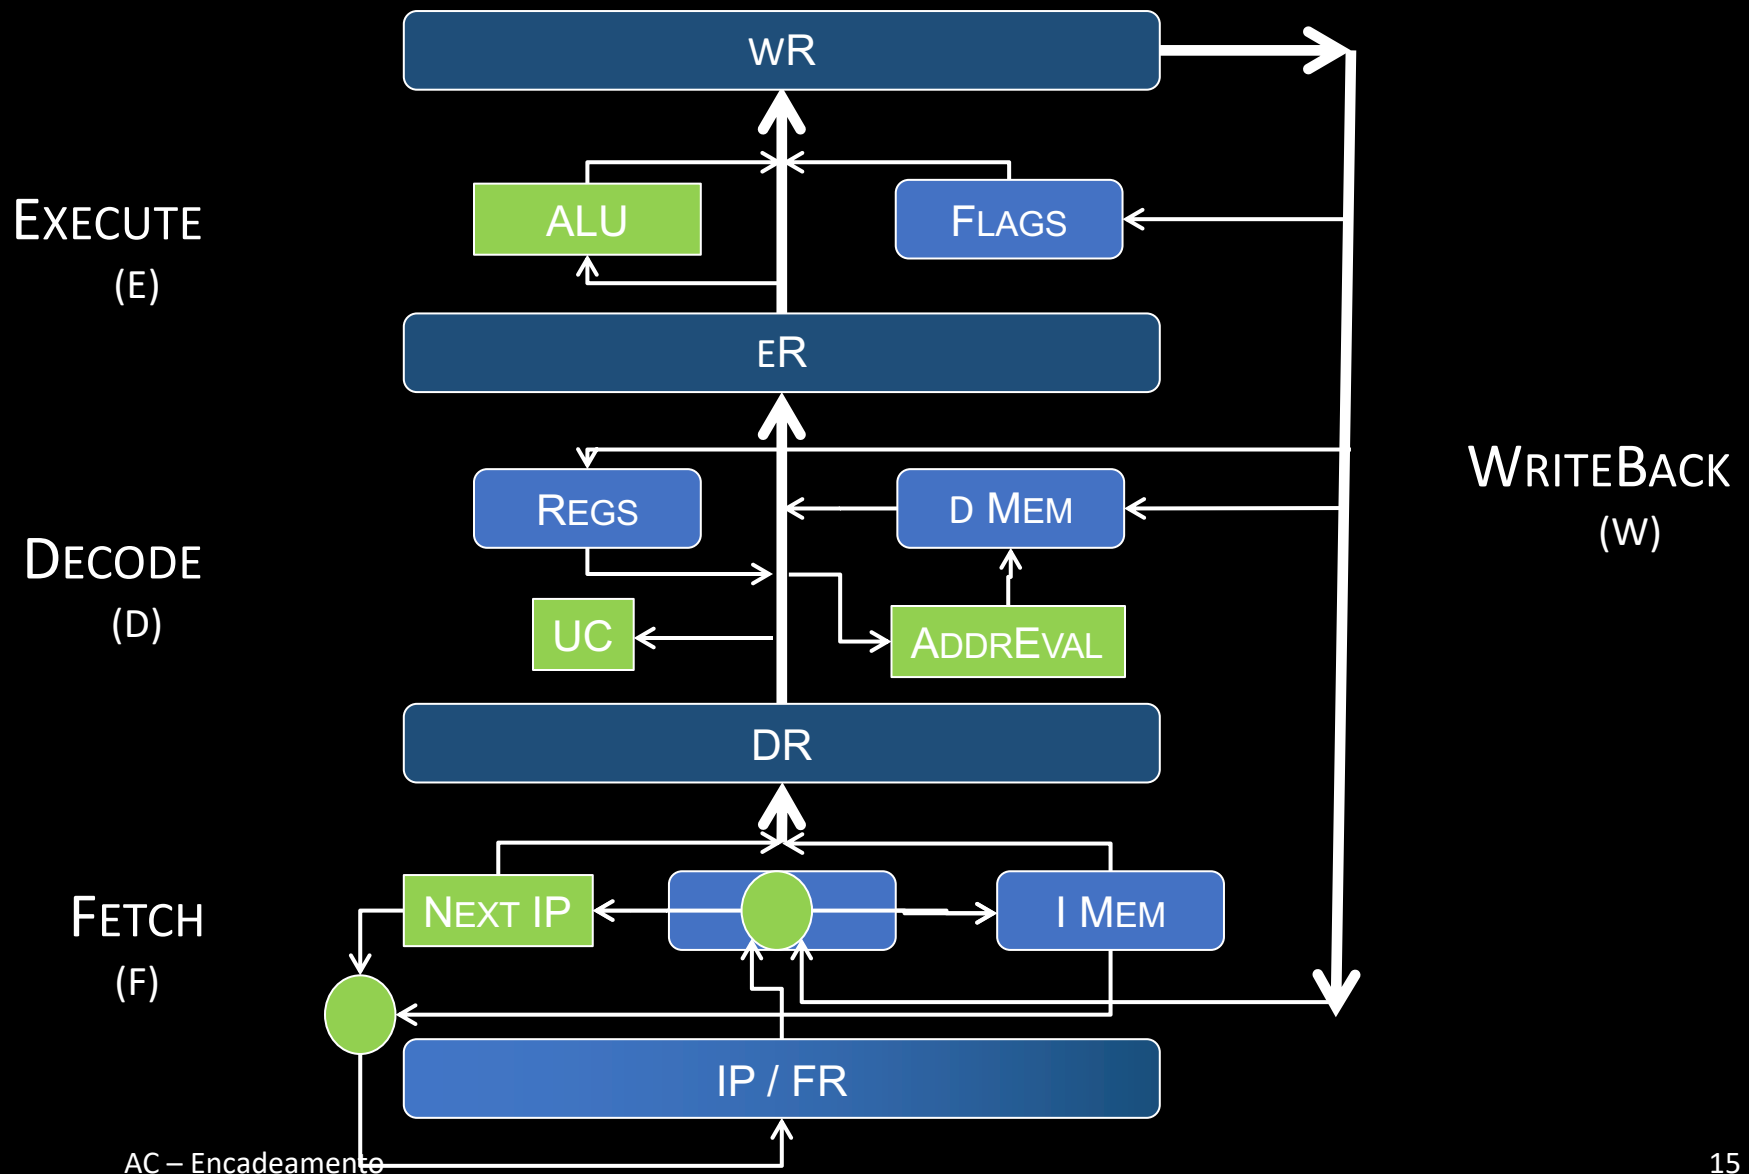 WR
EXECUTE
(E)
ALU
FLAGS
ER
DECODE
(D)
REGS
D MEM
WRITEBACK
(W)
UC
ADDREVAL
DR
FETCH
(F)
NEXT IP
I MEM
IP / FR
AC – Encadeamento
15